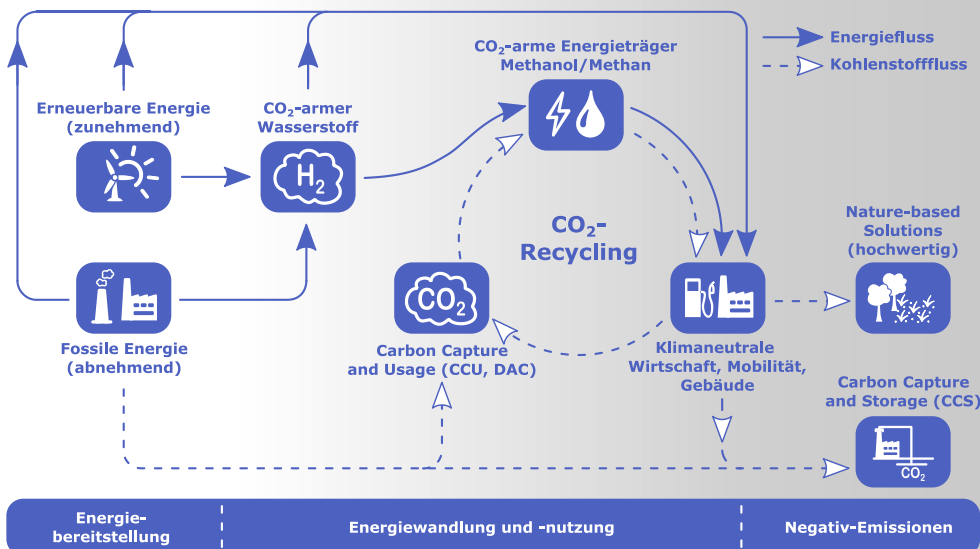 CO₂-arme Energieträger
Methanol/Methan
Energiefluss
Kohlenstofffluss
Erneuerbare Energie
(zunehmend)
CO₂-armer
Wasserstoff
H₂
CO₂-
Recycling
Nature-based
Solutions
(hochwertig)
CO₂
Fossile Energie
(abnehmend)
Carbon Capture
and Usage (CCU, DAC)
Klimaneutrale
Wirtschaft, Mobilität,
Gebäude
Carbon Capture
and Storage (CCS)
CO₂
Energie-
bereitstellung
Energiewandlung und -nutzung
Negativ-Emissionen